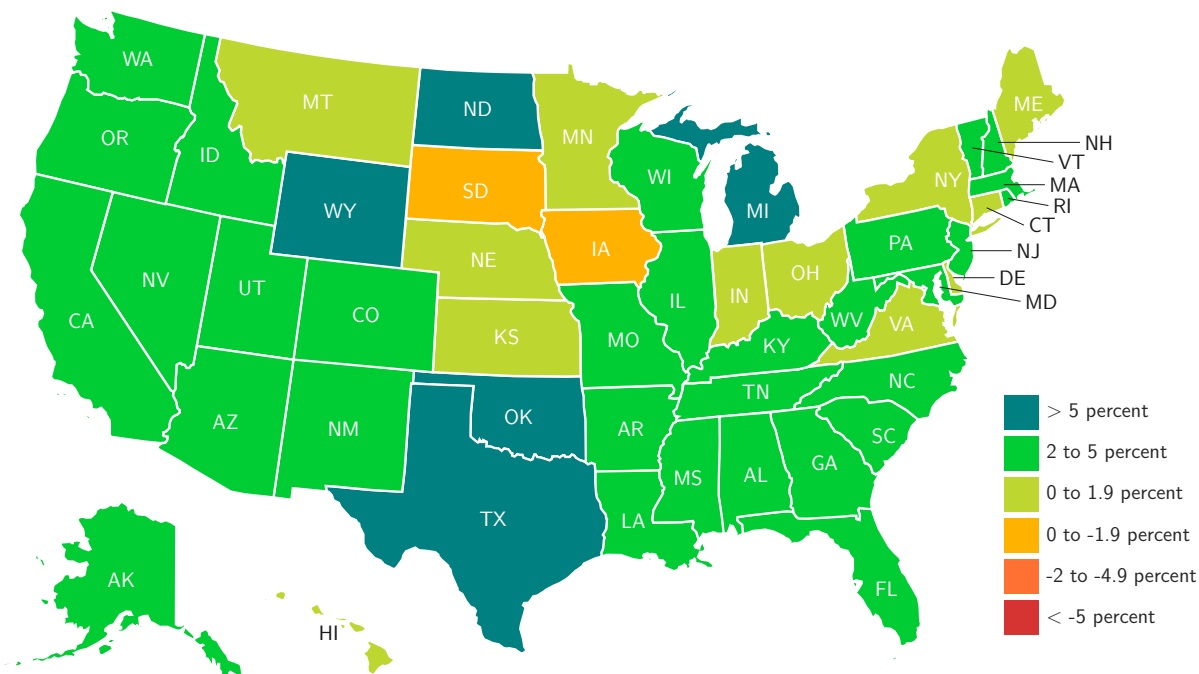 WA
ME
MT
ND
MN
OR
NH
ID
VT
WI
NY
MA
SD
RI
WY
MI
CT
IA
PA
NJ
NE
OH
DE
NV
UT
IN
IL
MD
CO
WV
CA
VA
KS
MO
KY
NC
TN
> 5 percent
OK
AZ
NM
AR
SC
2 to 5 percent
GA
MS
AL
0 to 1.9 percent
TX
LA
0 to -1.9 percent
AK
-2 to -4.9 percent
FL
< -5 percent
HI